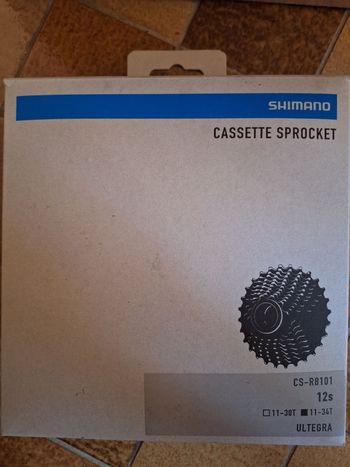 SHIMANO
CASSETTE SPROCKET
CS-R8101
12s
□ 11-30T ■ 11-34T
ULTEGRA